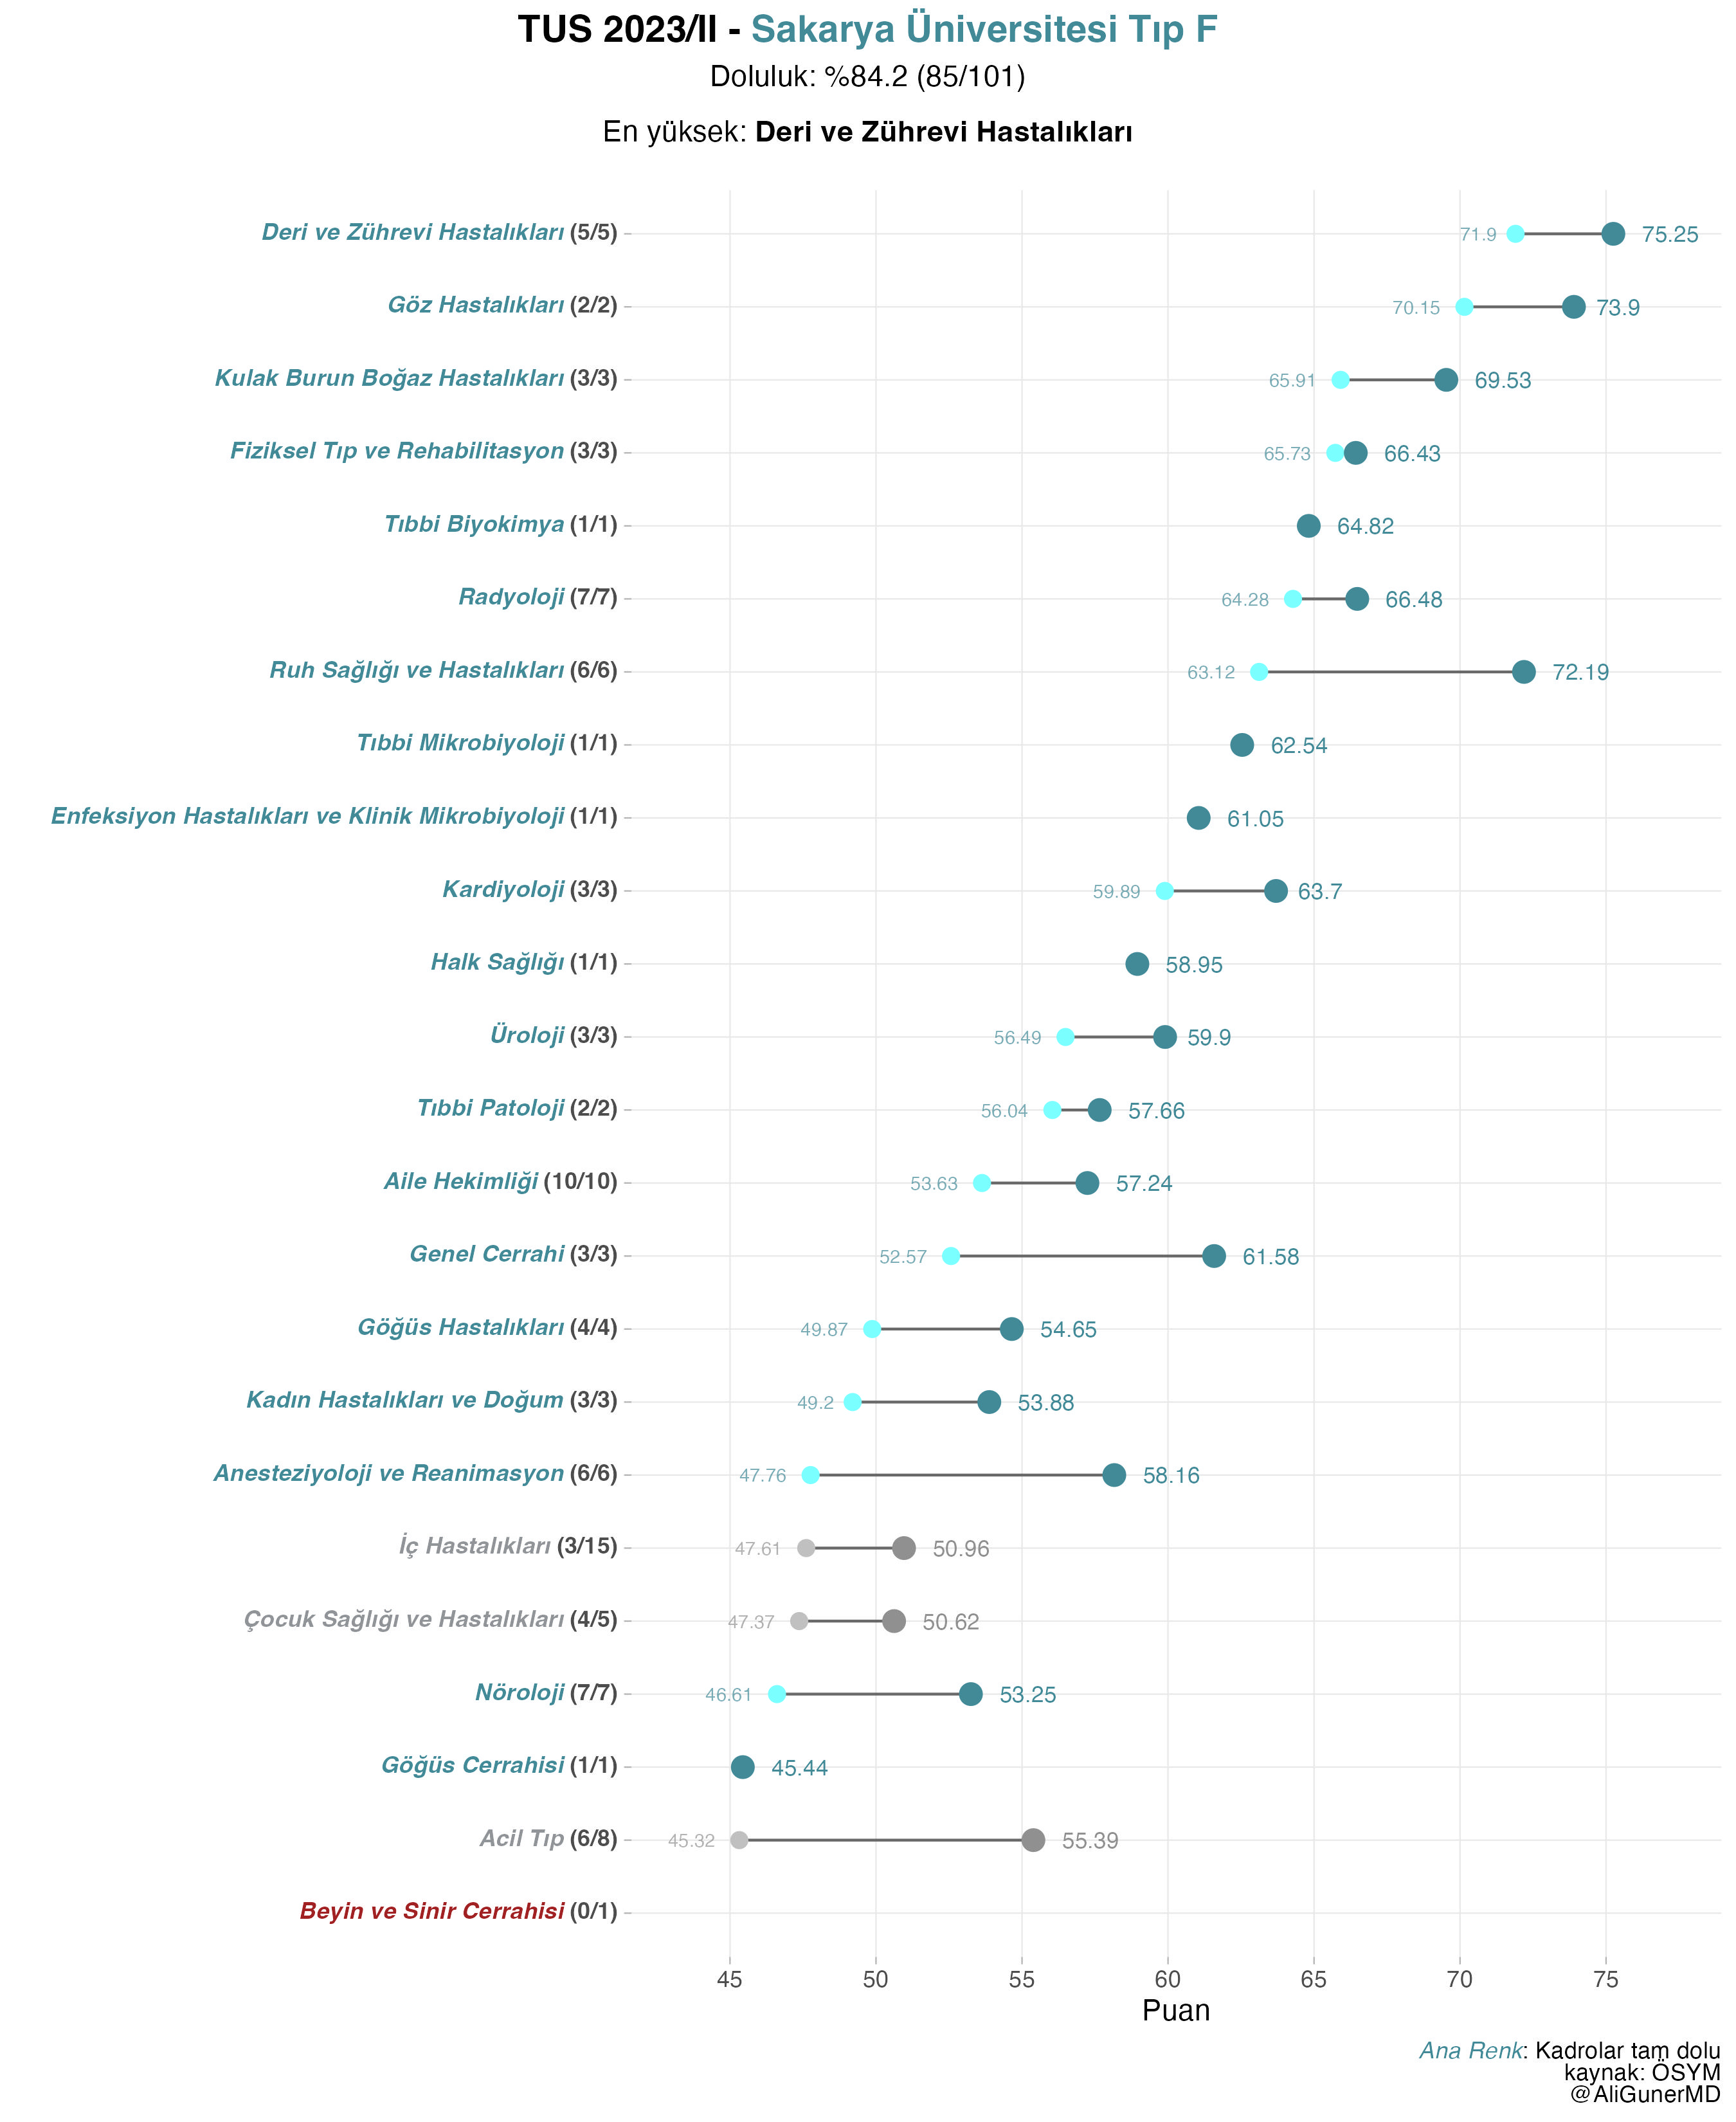 TUS 2023/II - Sakarya Üniversitesi Tıp F
Doluluk: %84.2 (85/101)
En yüksek: Deri ve Zührevi Hastalıkları
Deri ve Zührevi Hastalıkları (5/5) 71.9 75.25
Göz Hastalıkları (2/2) 70.15 73.9
Kulak Burun Boğaz Hastalıkları (3/3) 65.91 69.53
Fiziksel Tıp ve Rehabilitasyon (3/3) 65.73 66.43
Tıbbi Biyokimya (1/1) 64.82
Radyoloji (7/7) 64.28 66.48
Ruh Sağlığı ve Hastalıkları (6/6) 63.12 72.19
Tıbbi Mikrobiyoloji (1/1) 62.54
Enfeksiyon Hastalıkları ve Klinik Mikrobiyoloji (1/1) 61.05
Kardiyoloji (3/3) 59.89 63.7
Halk Sağlığı (1/1) 58.95
Üroloji (3/3) 56.49 59.9
Tıbbi Patoloji (2/2) 56.04 57.66
Aile Hekimliği (10/10) 53.63 57.24
Genel Cerrahi (3/3) 52.57 61.58
Göğüs Hastalıkları (4/4) 49.87 54.65
Kadın Hastalıkları ve Doğum (3/3) 49.2 53.88
Anesteziyoloji ve Reanimasyon (6/6) 47.76 58.16
İç Hastalıkları (3/15) 47.61 50.96
Çocuk Sağlığı ve Hastalıkları (4/5) 47.37 50.62
Nöroloji (7/7) 46.61 53.25
Göğüs Cerrahisi (1/1) 45.44
Acil Tıp (6/8) 45.32 55.39
Beyin ve Sinir Cerrahisi (0/1)
45 50 55 60 65 70 75
Puan
Ana Renk: Kadrolar tam dolu
kaynak: ÖSYM
@AliGunerMD